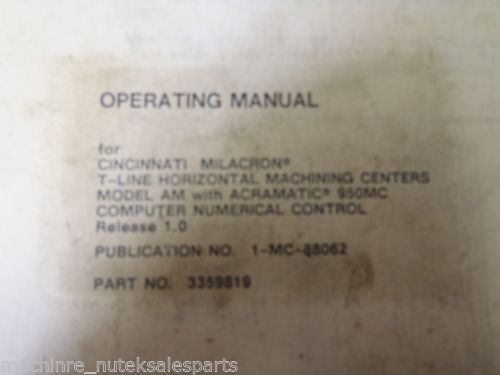 OPERATING MANUAL
for
CINCINNATI MILACRON®
T-LINE HORIZONTAL MACHINING CENTERS
MODEL AM with ACRAMATIC® 950MC
COMPUTER NUMERICAL CONTROL
Release 1.0
PUBLICATION NO. 1-MC-88062
PART NO. 3359819
machinre_nuteksalesparts